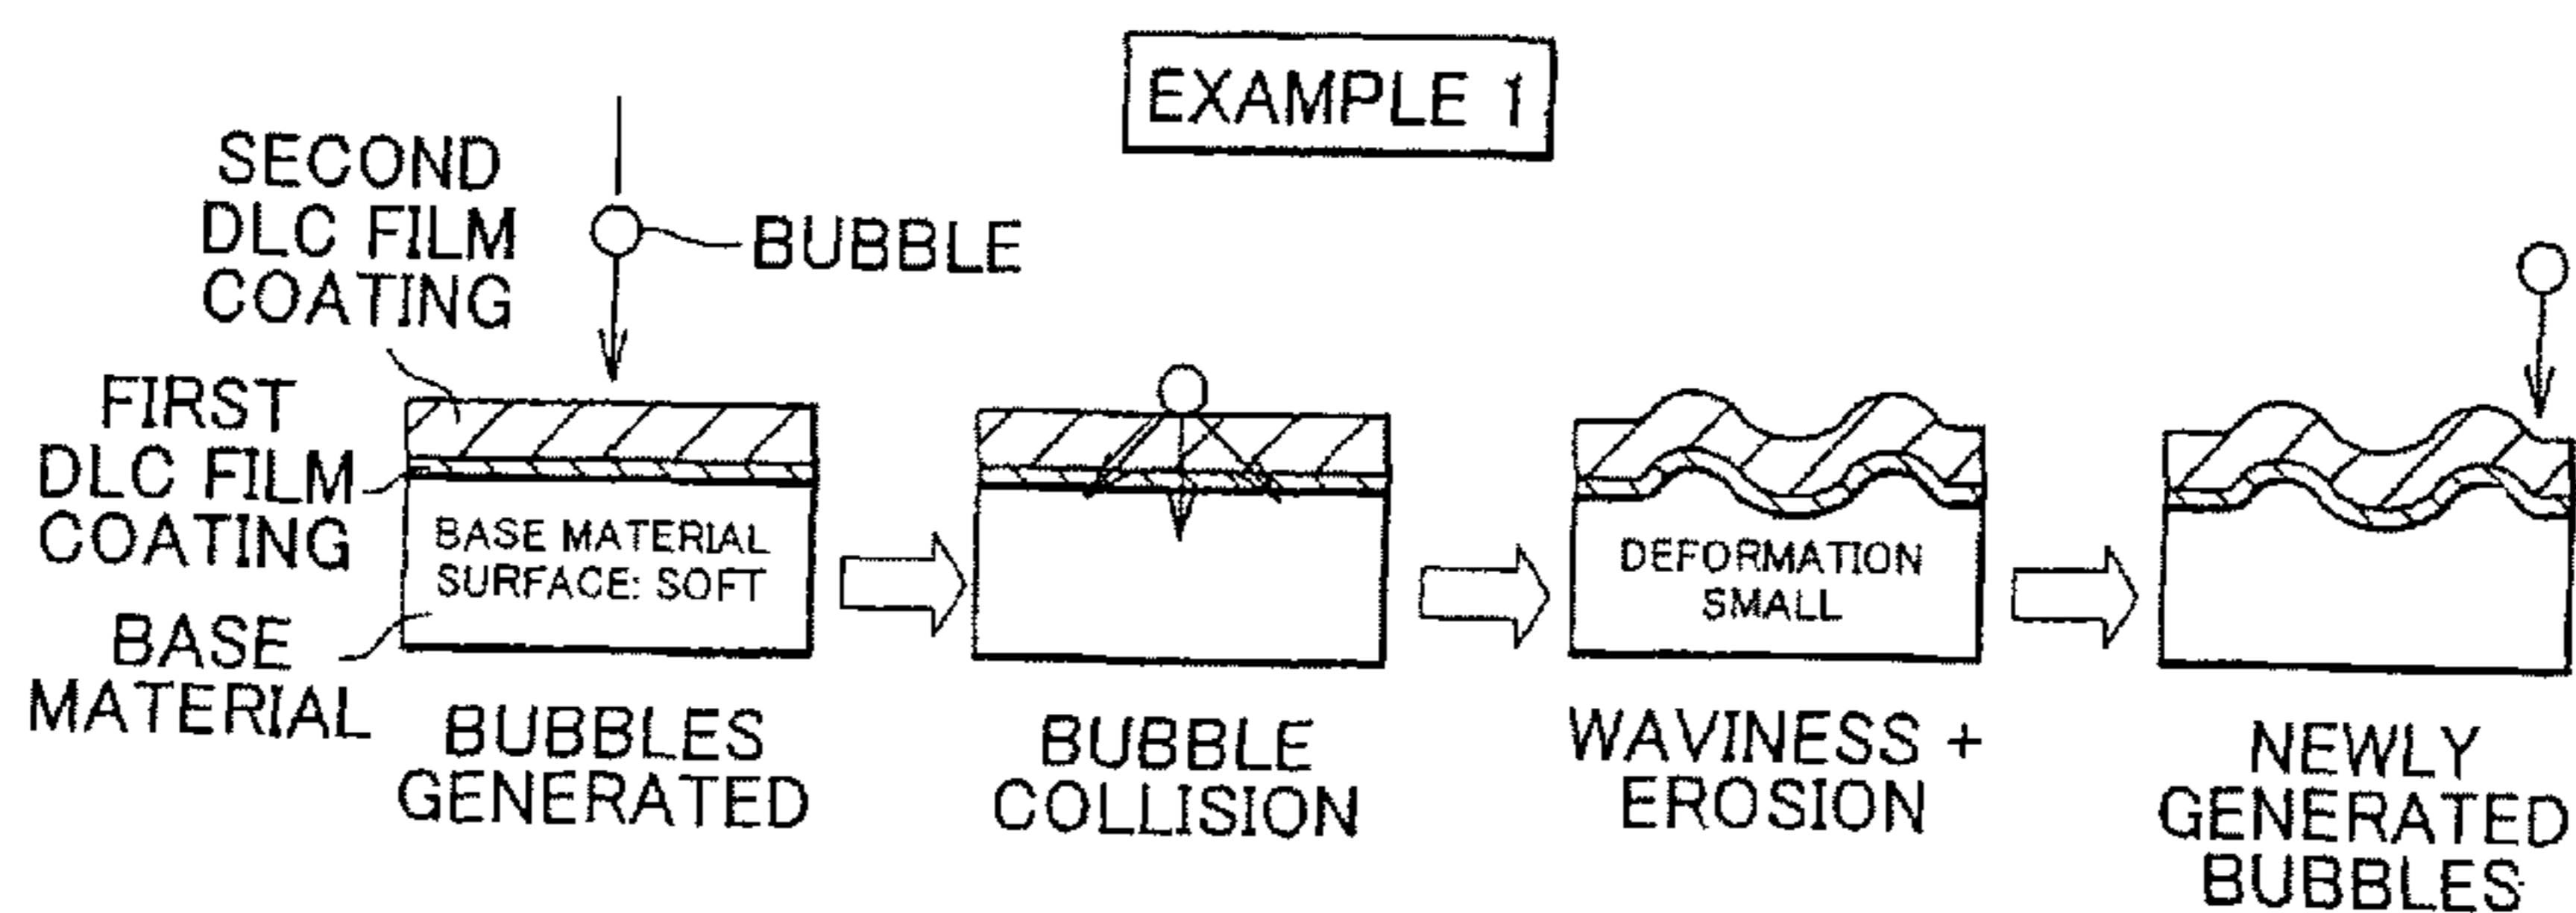 EXAMPLE 1
SECOND
DLC FILM
COATING
BUBBLE
FIRST
DLC FILM
COATING
BASE
MATERIAL
BASE MATERIAL
SURFACE: SOFT
DEFORMATION
SMALL
BUBBLES
GENERATED
BUBBLE
COLLISION
WAVINESS +
EROSION
NEWLY
GENERATED
BUBBLES